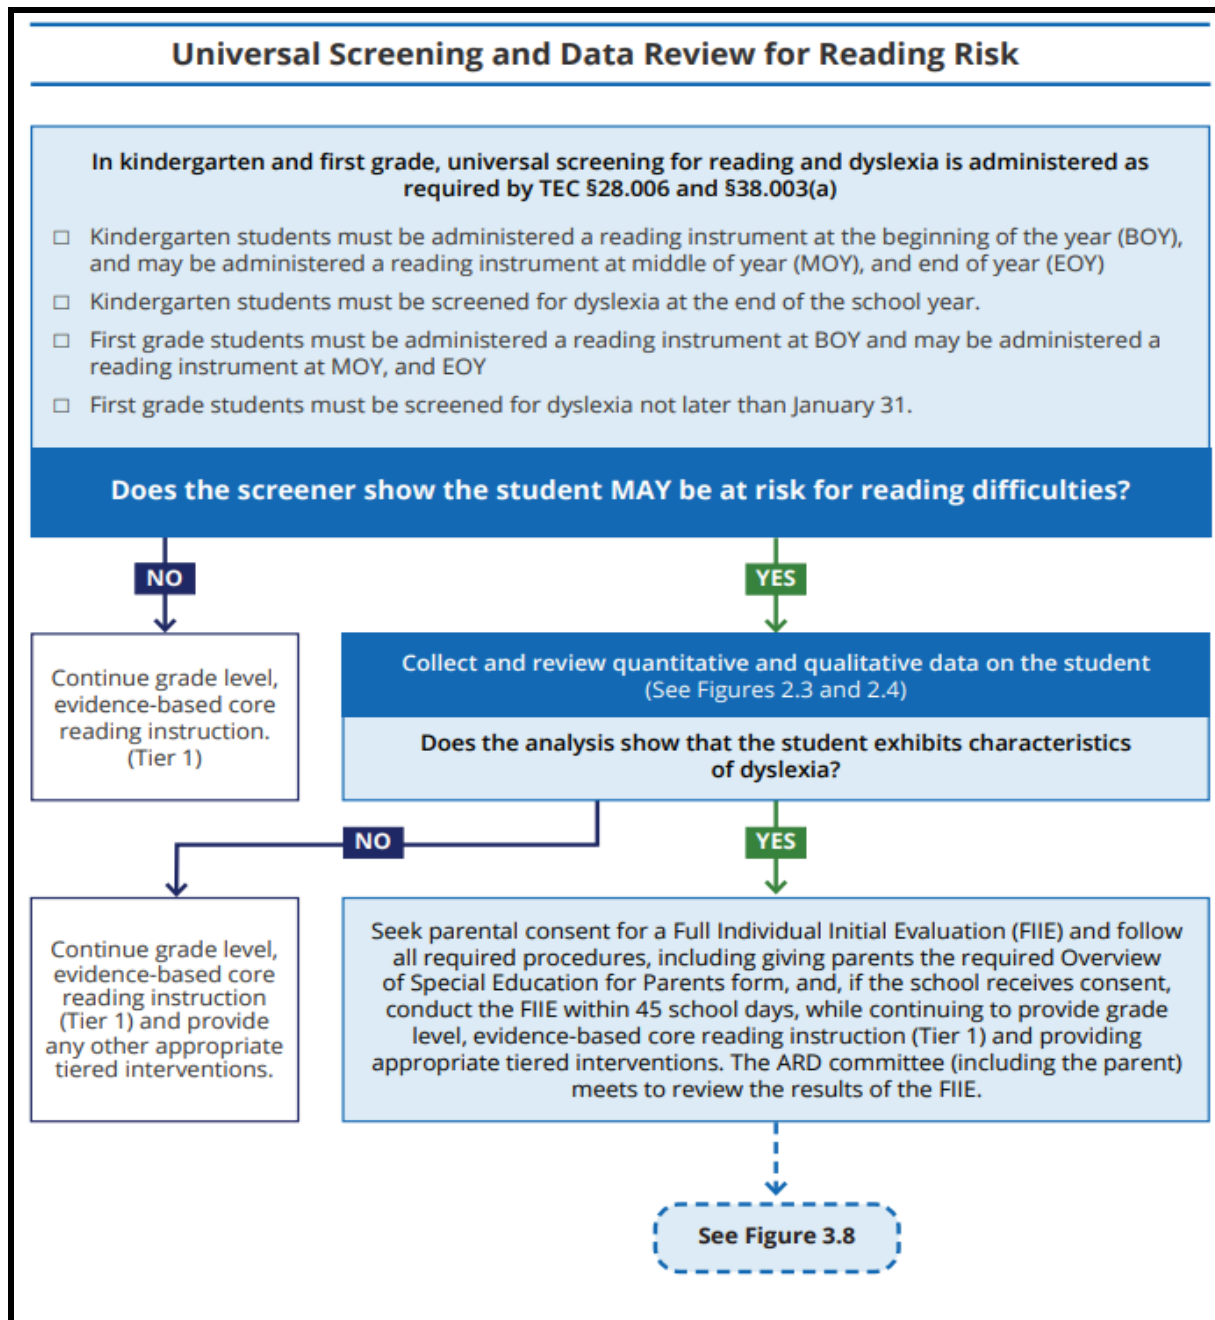 Universal Screening and Data Review for Reading Risk
In kindergarten and first grade, universal screening for reading and dyslexia is administered as
required by TEC §28.006 and §38.003(a)
□ Kindergarten students must be administered a reading instrument at the beginning of the year (BOY),
and may be administered a reading instrument at middle of year (MOY), and end of year (EOY)
□ Kindergarten students must be screened for dyslexia at the end of the school year.
□ First grade students must be administered a reading instrument at BOY and may be administered a
reading instrument at MOY, and EOY
□ First grade students must be screened for dyslexia not later than January 31.
Does the screener show the student MAY be at risk for reading difficulties?
NO
YES
Continue grade level,
evidence-based core
reading instruction.
(Tier 1)
Collect and review quantitative and qualitative data on the student
(See Figures 2.3 and 2.4)
Does the analysis show that the student exhibits characteristics
of dyslexia?
NO
YES
Continue grade level,
evidence-based core
reading instruction
(Tier 1) and provide
any other appropriate
tiered interventions.
Seek parental consent for a Full Individual Initial Evaluation (FIIE) and follow
all required procedures, including giving parents the required Overview
of Special Education for Parents form, and, if the school receives consent,
conduct the FIIE within 45 school days, while continuing to provide grade
level, evidence-based core reading instruction (Tier 1) and providing
appropriate tiered interventions. The ARD committee (including the parent)
meets to review the results of the FIIE.
See Figure 3.8